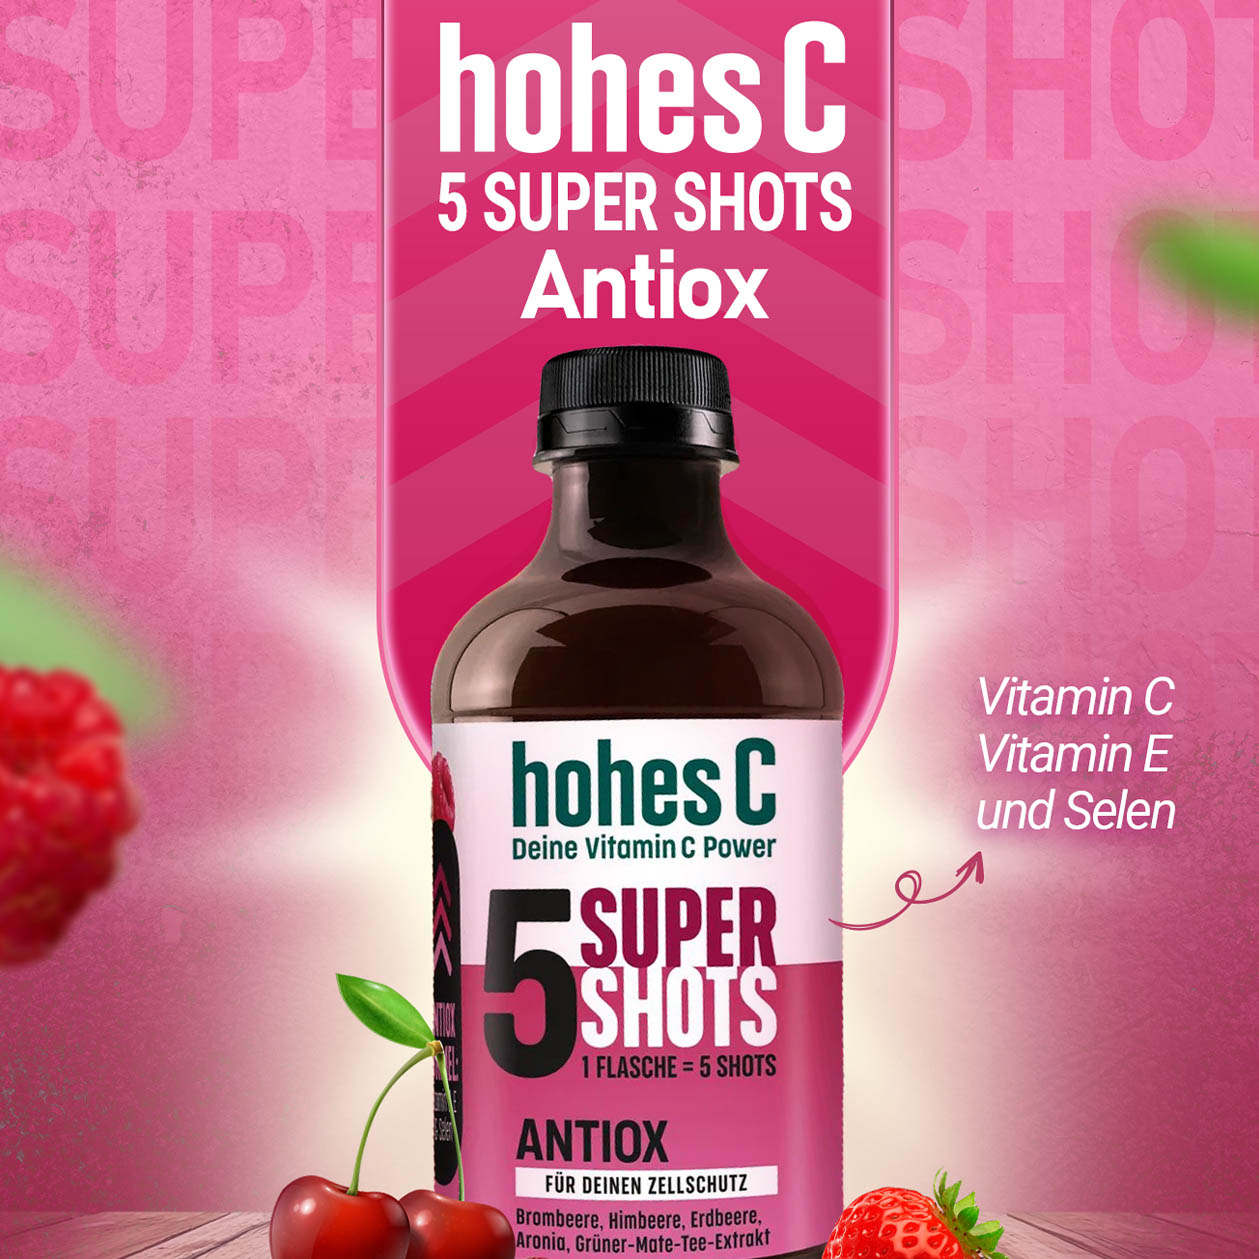 hohes C
5 SUPER SHOTS
Antiox
Vitamin C
Vitamin E
und Selen
hohes C
Deine Vitamin C Power
5 SUPER
SHOTS
1 FLASCHE = 5 SHOTS
ANTIOX
FÜR DEINEN ZELLSCHUTZ
Brombeere, Himbeere, Erdbeere,
Aronia, Grüner-Mate-Tee-Extrakt